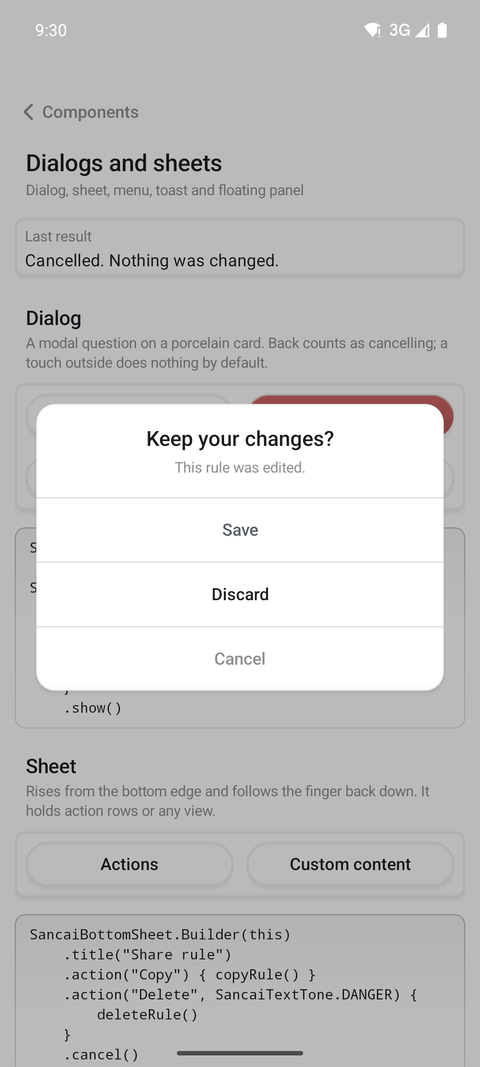 9:30
3G
Components
Dialogs and sheets
Dialog, sheet, menu, toast and floating panel
Last result
Cancelled. Nothing was changed.
Dialog
A modal question on a porcelain card. Back counts as cancelling; a
touch outside does nothing by default.
Keep your changes?
This rule was edited.
Save
Discard
Cancel
S
S
}
.show()
Sheet
Rises from the bottom edge and follows the finger back down. It
holds action rows or any view.
Actions
Custom content
SancaiBottomSheet.Builder(this)
.title("Share rule")
.action("Copy") { copyRule() }
.action("Delete", SancaiTextTone.DANGER) {
deleteRule()
}
.cancel()